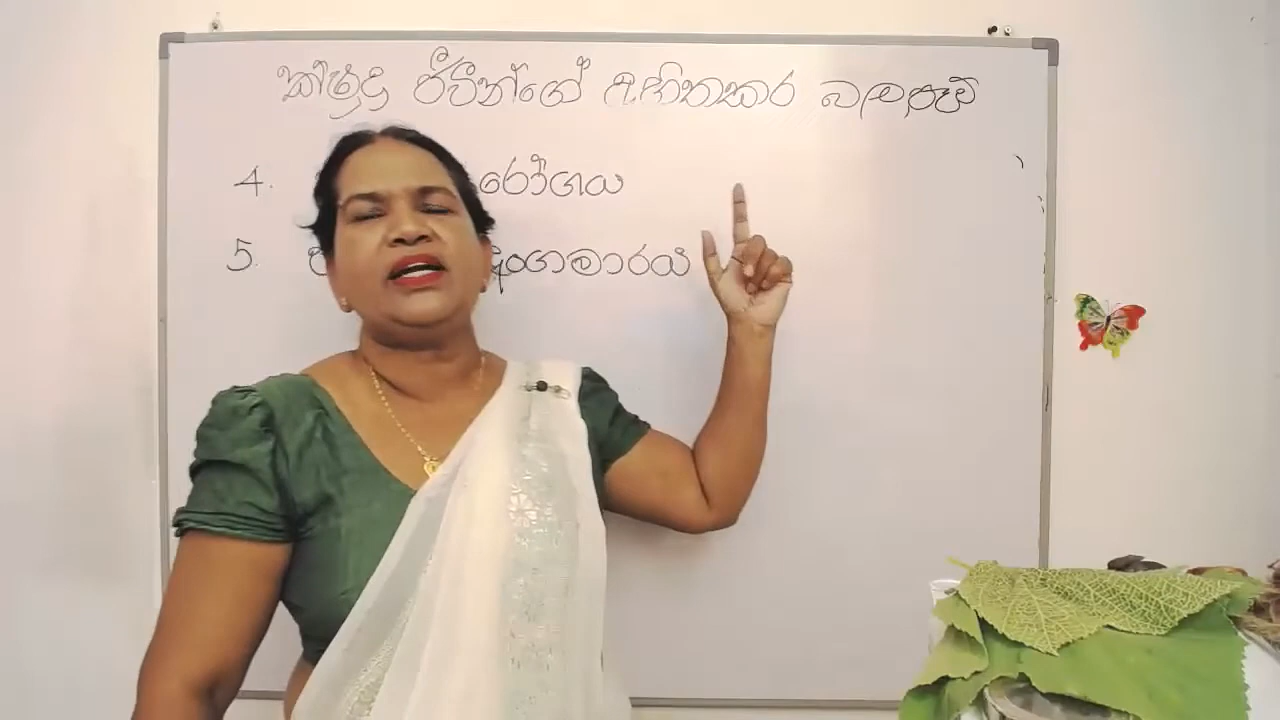 ක්ෂුද්‍ර ජීවීන්ගේ අහිතකර බලපෑම්
4. රෝගය
5. අංගමාරය